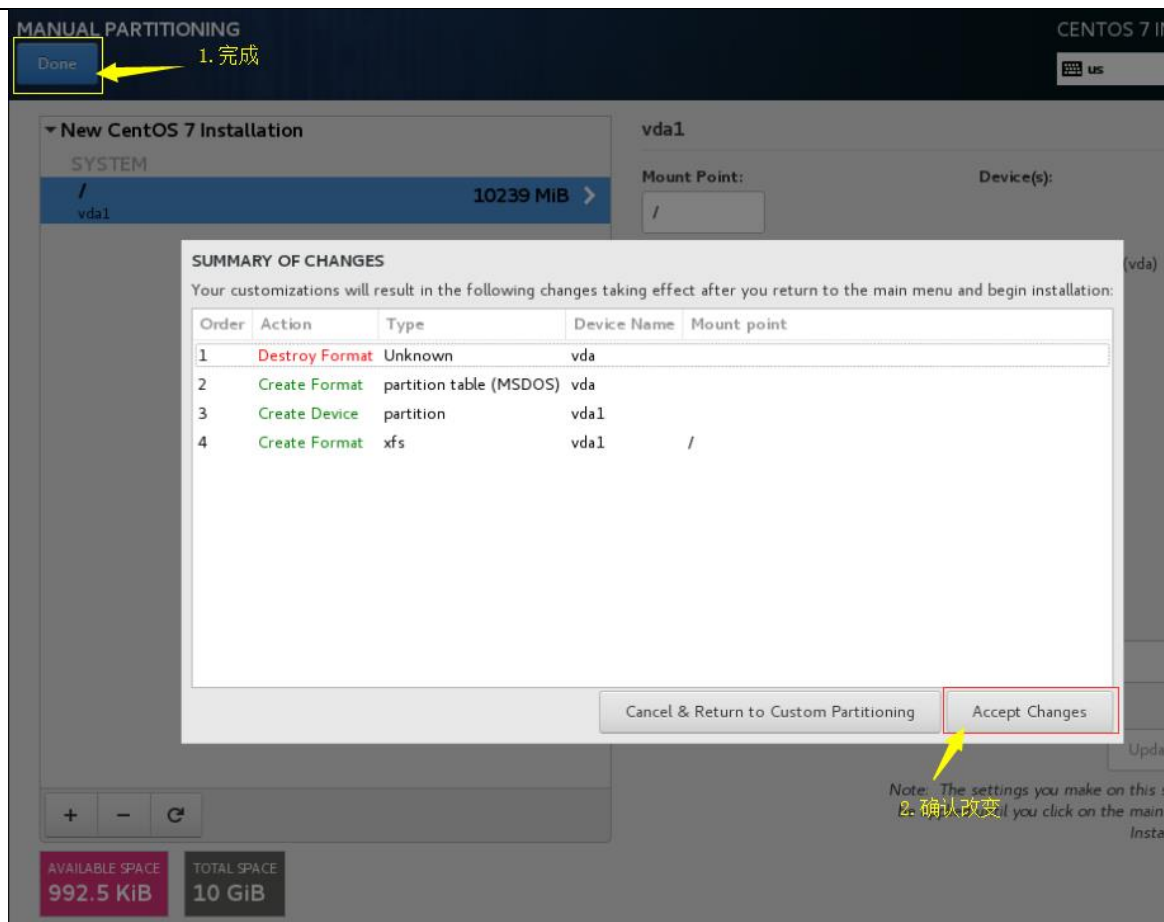 MANUAL PARTITIONING
CENTOS 7 I
Done
1. 完成
us
New CentOS 7 Installation
SYSTEM
/
10239 MiB
vda1
vda1
Mount Point:
Device(s):
/
(vda)
SUMMARY OF CHANGES
Your customizations will result in the following changes taking effect after you return to the main menu and begin installation:
Order Action Type Device Name Mount point
1 Destroy Format Unknown vda
2 Create Format partition table (MSDOS) vda
3 Create Device partition vda1
4 Create Format xfs vda1 /
Cancel & Return to Custom Partitioning
Accept Changes
Upda
Note: The settings you make on this s
2. 确认改变
you click on the main
Insta
+ −
AVAILABLE SPACE
992.5 KiB
TOTAL SPACE
10 GiB